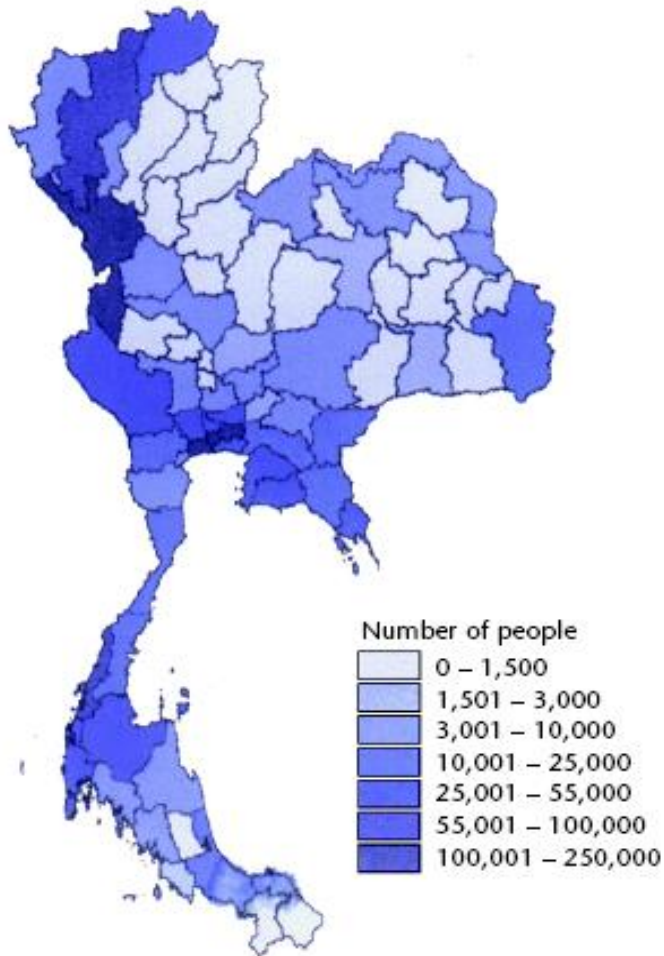 Number of people
0 – 1,500
1,501 – 3,000
3,001 – 10,000
10,001 – 25,000
25,001 – 55,000
55,001 – 100,000
100,001 – 250,000